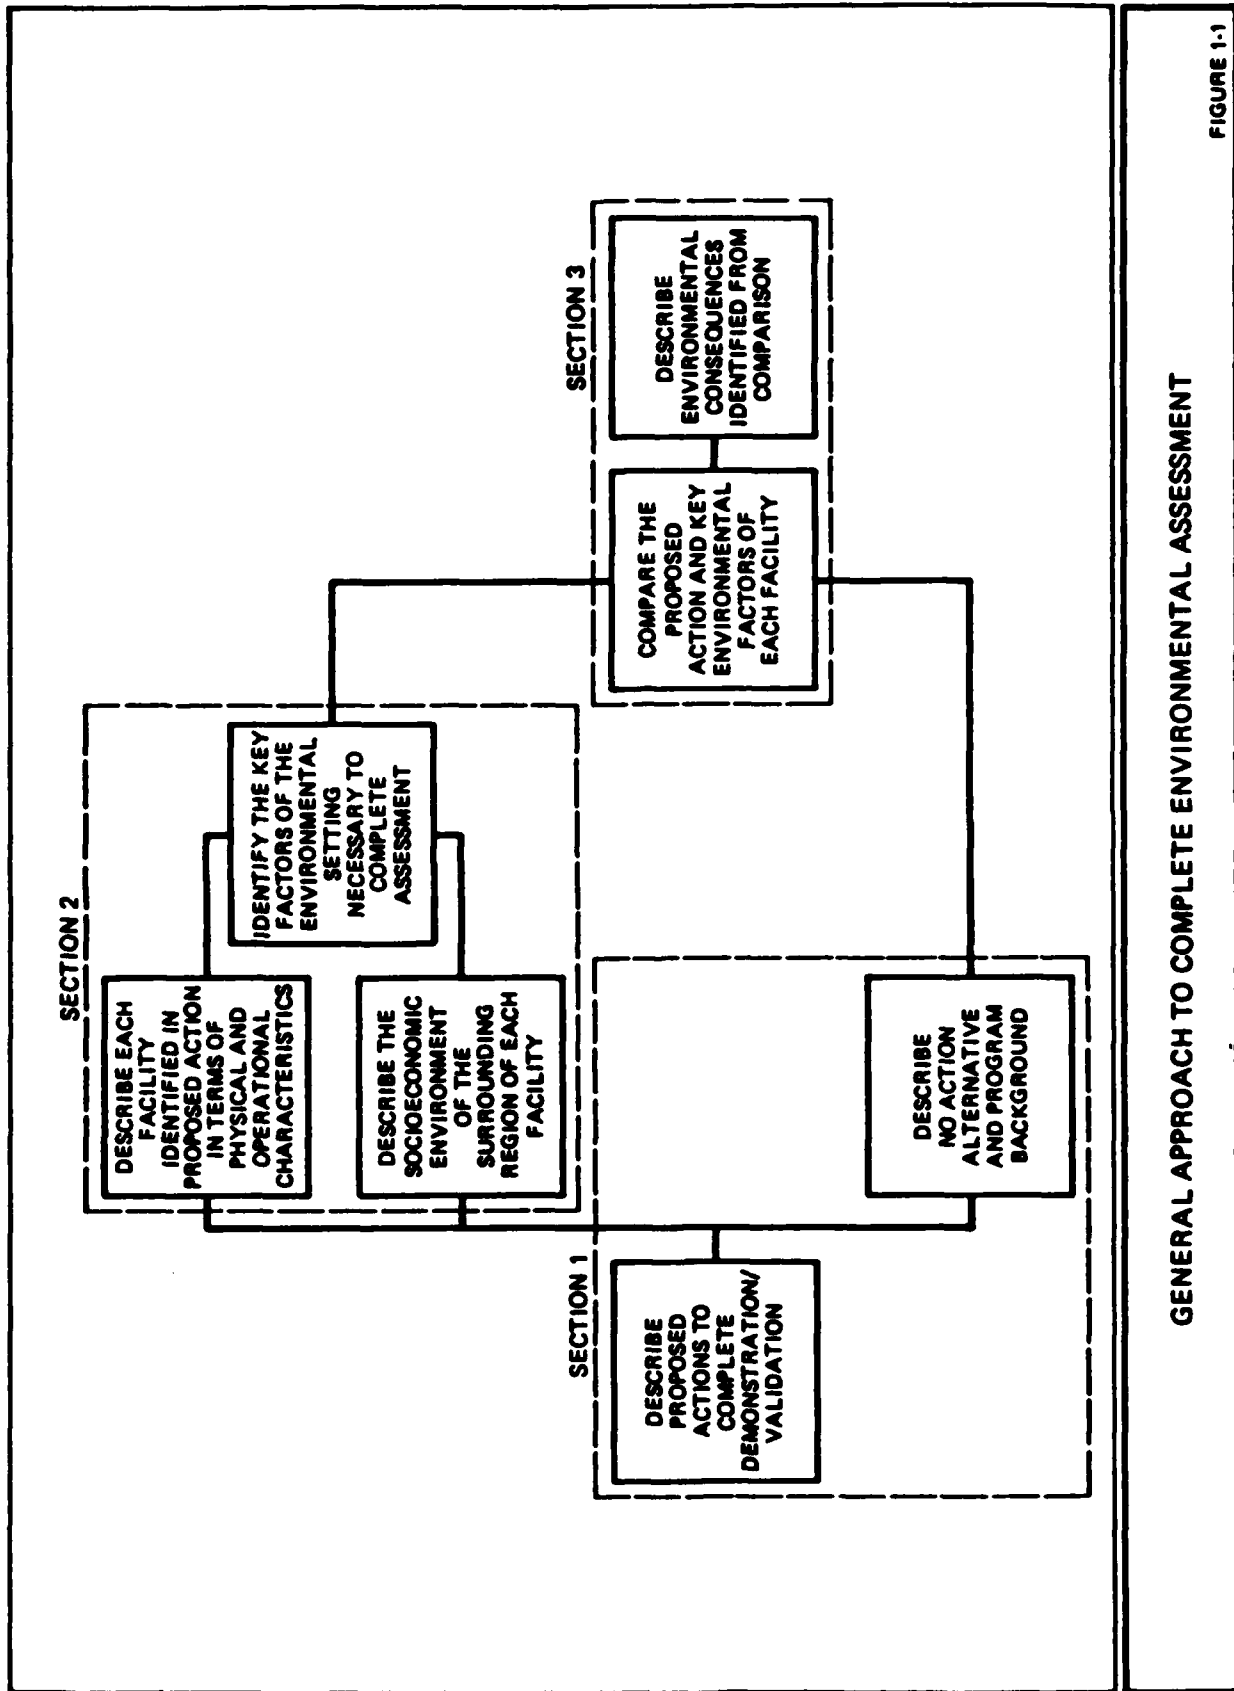 SECTION 1
DESCRIBE
PROPOSED
ACTIONS TO
COMPLETE
DEMONSTRATION/
VALIDATION
DESCRIBE
NO ACTION
ALTERNATIVE
AND PROGRAM
BACKGROUND
SECTION 2
DESCRIBE EACH
FACILITY
IDENTIFIED IN
PROPOSED ACTION
IN TERMS OF
PHYSICAL AND
OPERATIONAL
CHARACTERISTICS
DESCRIBE THE
SOCIOECONOMIC
ENVIRONMENT
OF THE
SURROUNDING
REGION OF EACH
FACILITY
IDENTIFY THE KEY
FACTORS OF THE
ENVIRONMENTAL
SETTING
NECESSARY TO
COMPLETE
ASSESSMENT
SECTION 3
COMPARE THE
PROPOSED
ACTION AND KEY
ENVIRONMENTAL
FACTORS OF
EACH FACILITY
DESCRIBE
ENVIRONMENTAL
CONSEQUENCES
IDENTIFIED FROM
COMPARISON
GENERAL APPROACH TO COMPLETE ENVIRONMENTAL ASSESSMENT
FIGURE 1-1